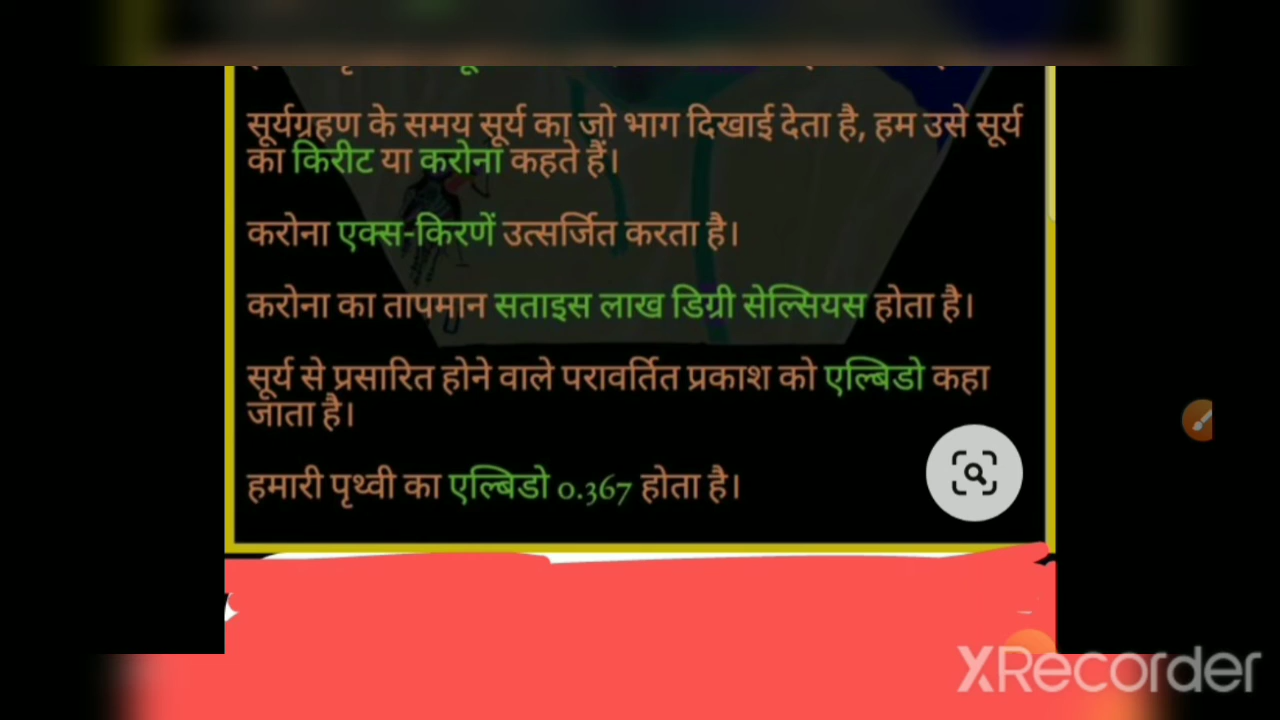 सूर्यग्रहण के समय सूर्य का जो भाग दिखाई देता है, हम उसे सूर्य
का किरीट या करोना कहते हैं।
करोना एक्स-किरणें उत्सर्जित करता है।
करोना का तापमान सताइस लाख डिग्री सेल्सियस होता है।
सूर्य से प्रसारित होने वाले परावर्तित प्रकाश को एल्बिडो कहा
जाता है।
हमारी पृथ्वी का एल्बिडो 0.367 होता है।
XRecorder